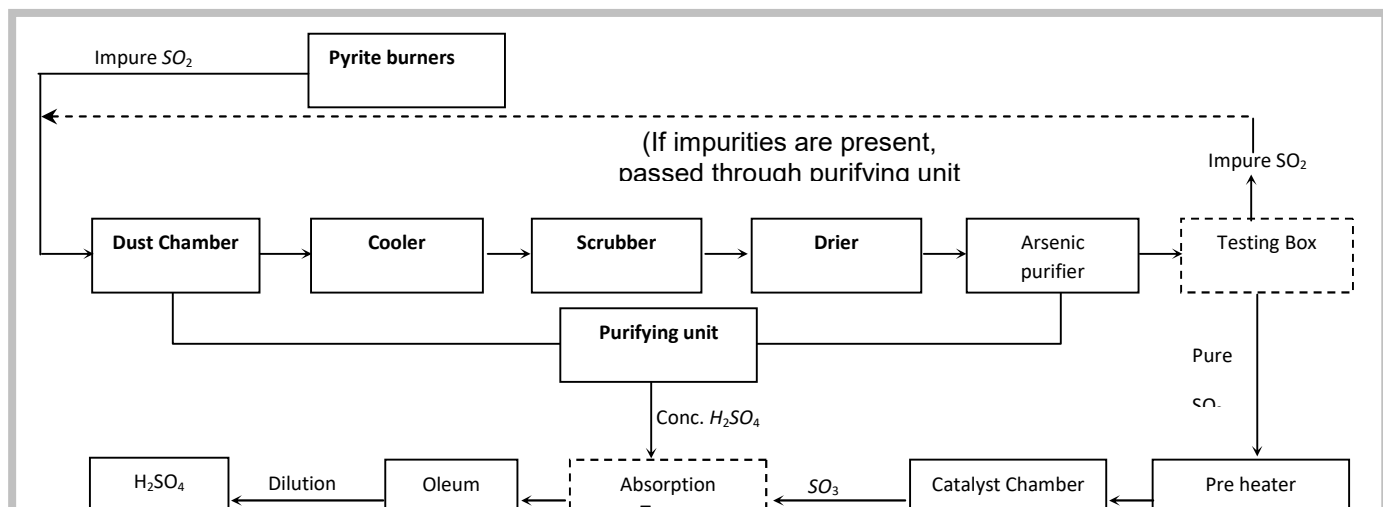 Impure SO₂
Pyrite burners
(If impurities are present,
passed through purifying unit
Impure SO₂
Dust Chamber
Cooler
Scrubber
Drier
Arsenic
purifier
Testing Box
Purifying unit
Pure
SO₂
Conc. H₂SO₄
H₂SO₄
Dilution
Oleum
Absorption
SO₃
Catalyst Chamber
Pre heater